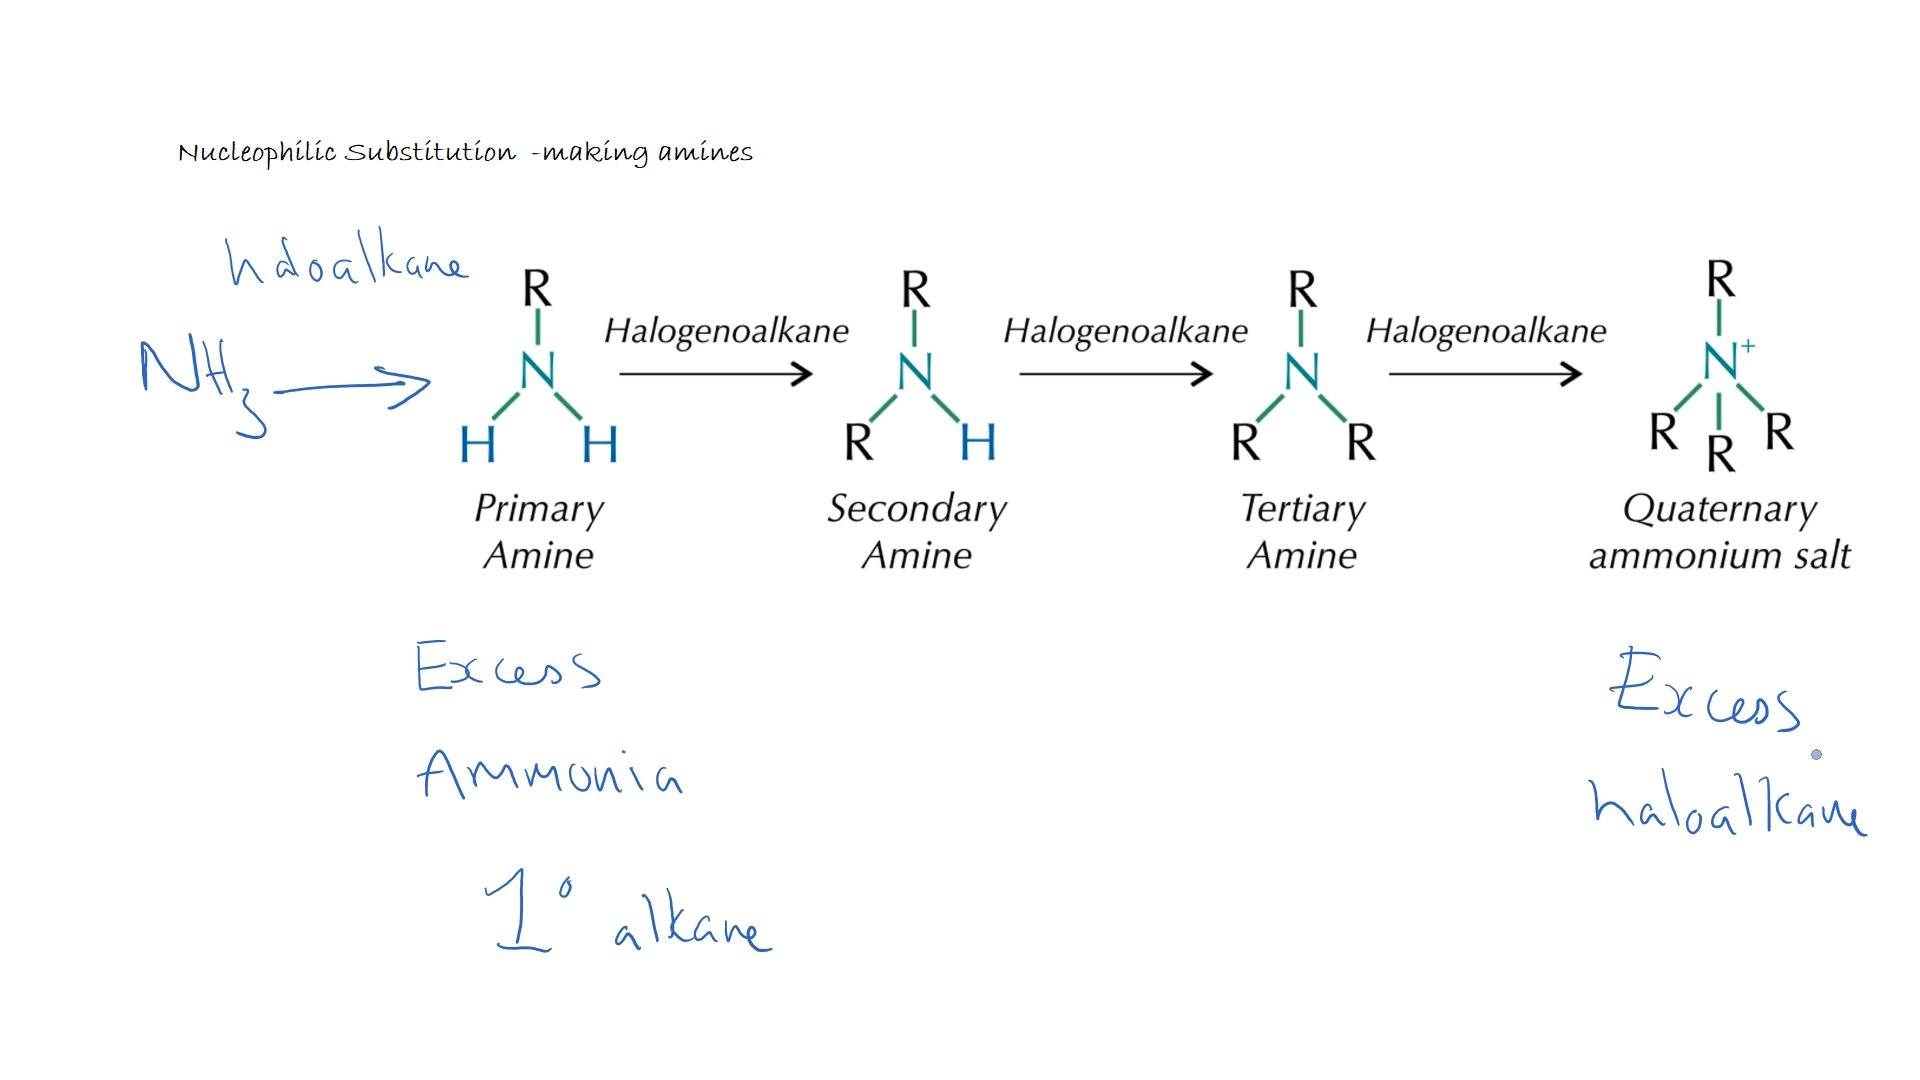 Nucleophilic Substitution -making amines
haloalkane
NH3
R
N
H H
Halogenoalkane
R
N
R H
Halogenoalkane
R
N
R R
Halogenoalkane
R
N+
R R R
Primary
Amine
Secondary
Amine
Tertiary
Amine
Quaternary
ammonium salt
Excess
Ammonia
1° alkane
Excess
haloalkane